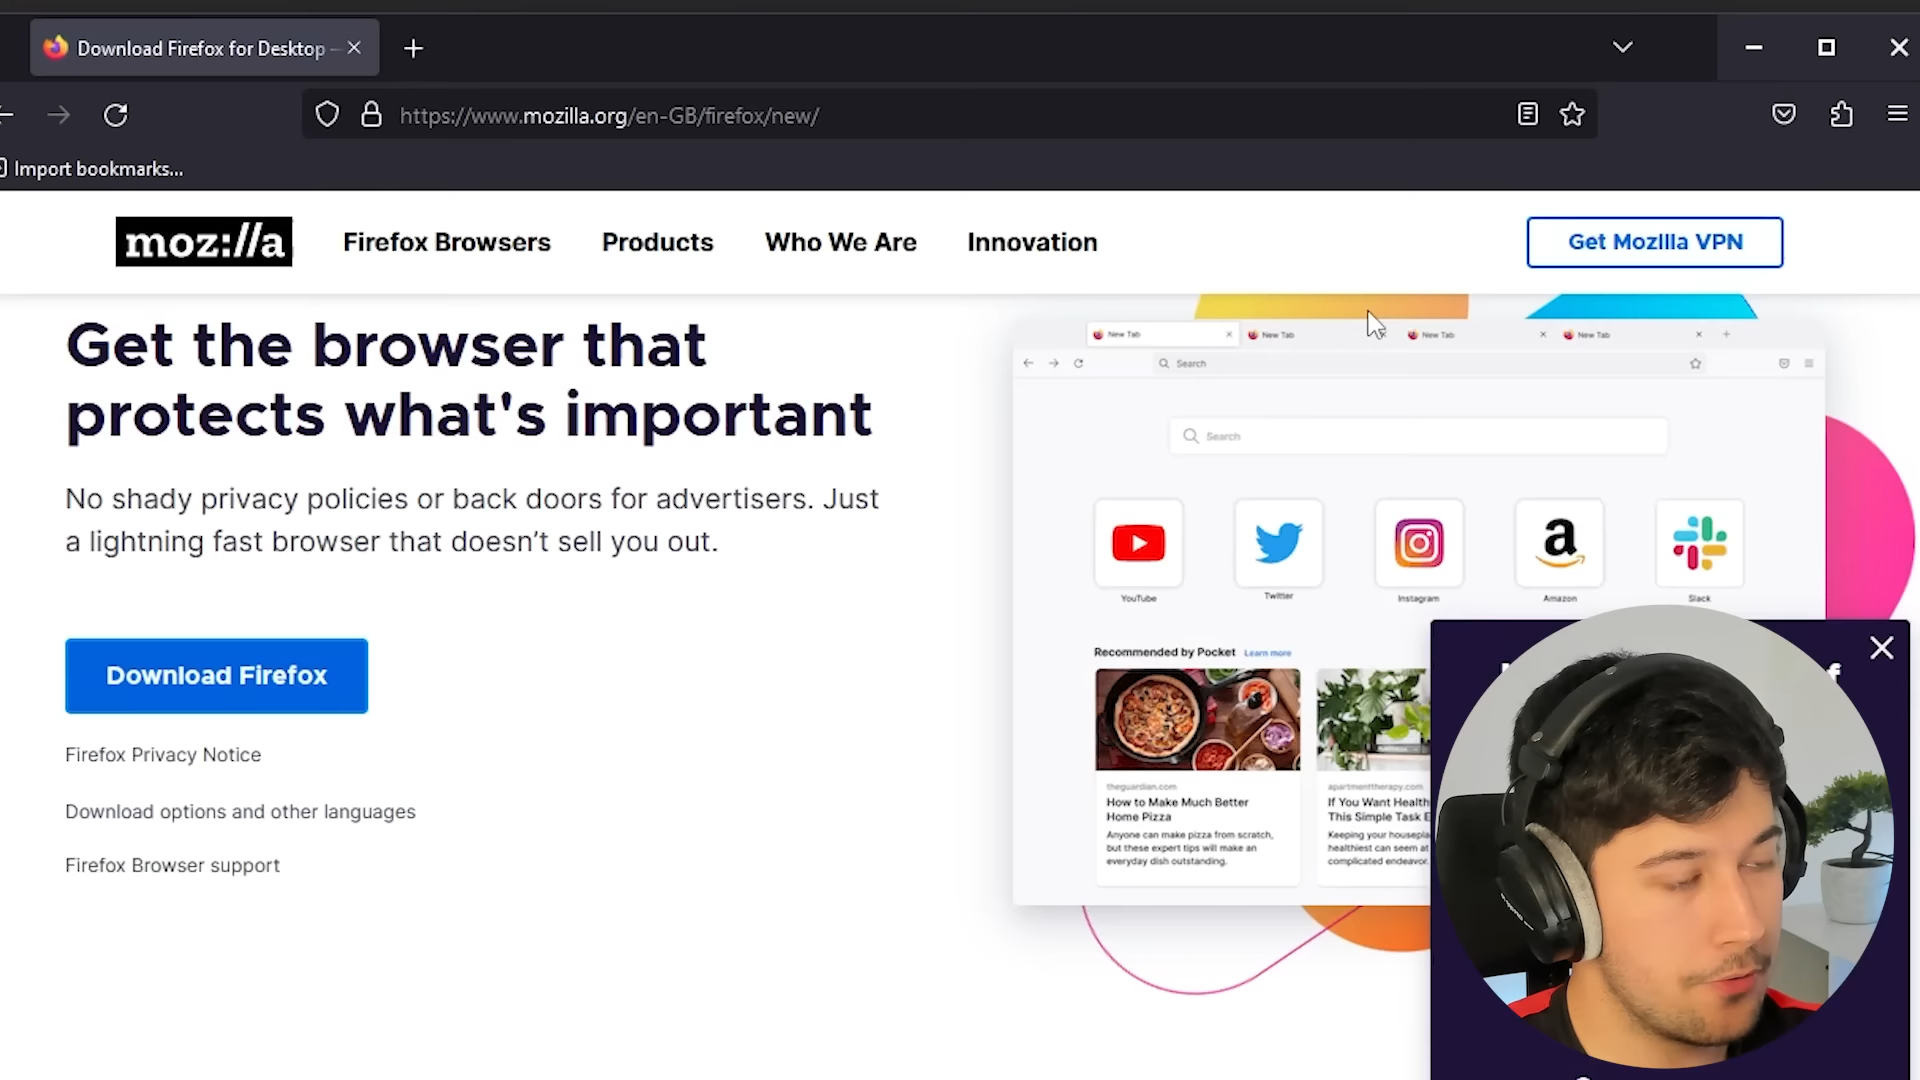 Download Firefox for Desktop –
https://www.mozilla.org/en-GB/firefox/new/
Import bookmarks...
moz://a
Firefox Browsers
Products
Who We Are
Innovation
Get Mozilla VPN
Get the browser that
protects what's important
No shady privacy policies or back doors for advertisers. Just
a lightning fast browser that doesn’t sell you out.
Download Firefox
Firefox Privacy Notice
Download options and other languages
Firefox Browser support
New Tab
New Tab
New Tab
New Tab
Search
Search
YouTube
Twitter
Instagram
Amazon
Slack
Recommended by Pocket Learn more
theguardian.com
How to Make Much Better
Home Pizza
Anyone can make pizza from scratch,
but these expert tips will make an
everyday dish outstanding.
apartmenttherapy.com
If You Want Health
This Simple Task E
Keeping your housepla
healthiest can seem at
complicated endeavor.